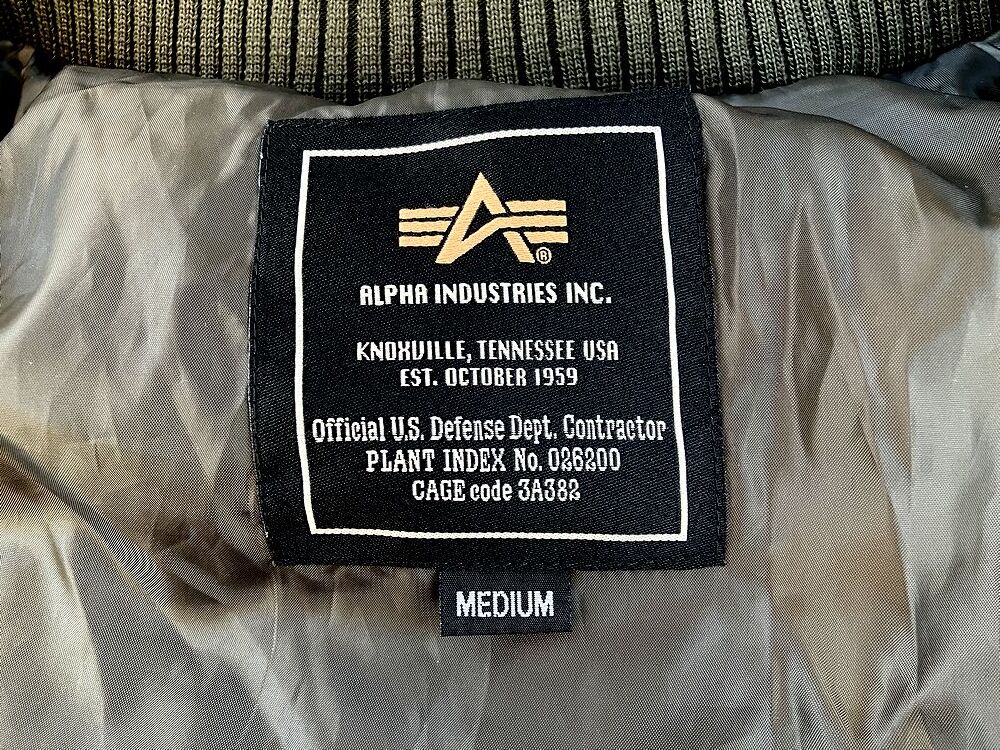 A®
ALPHA INDUSTRIES INC.
KNOXVILLE, TENNESSEE USA
EST. OCTOBER 1959
Official U.S. Defense Dept. Contractor
PLANT INDEX No. 026200
CAGE code 3A382
MEDIUM